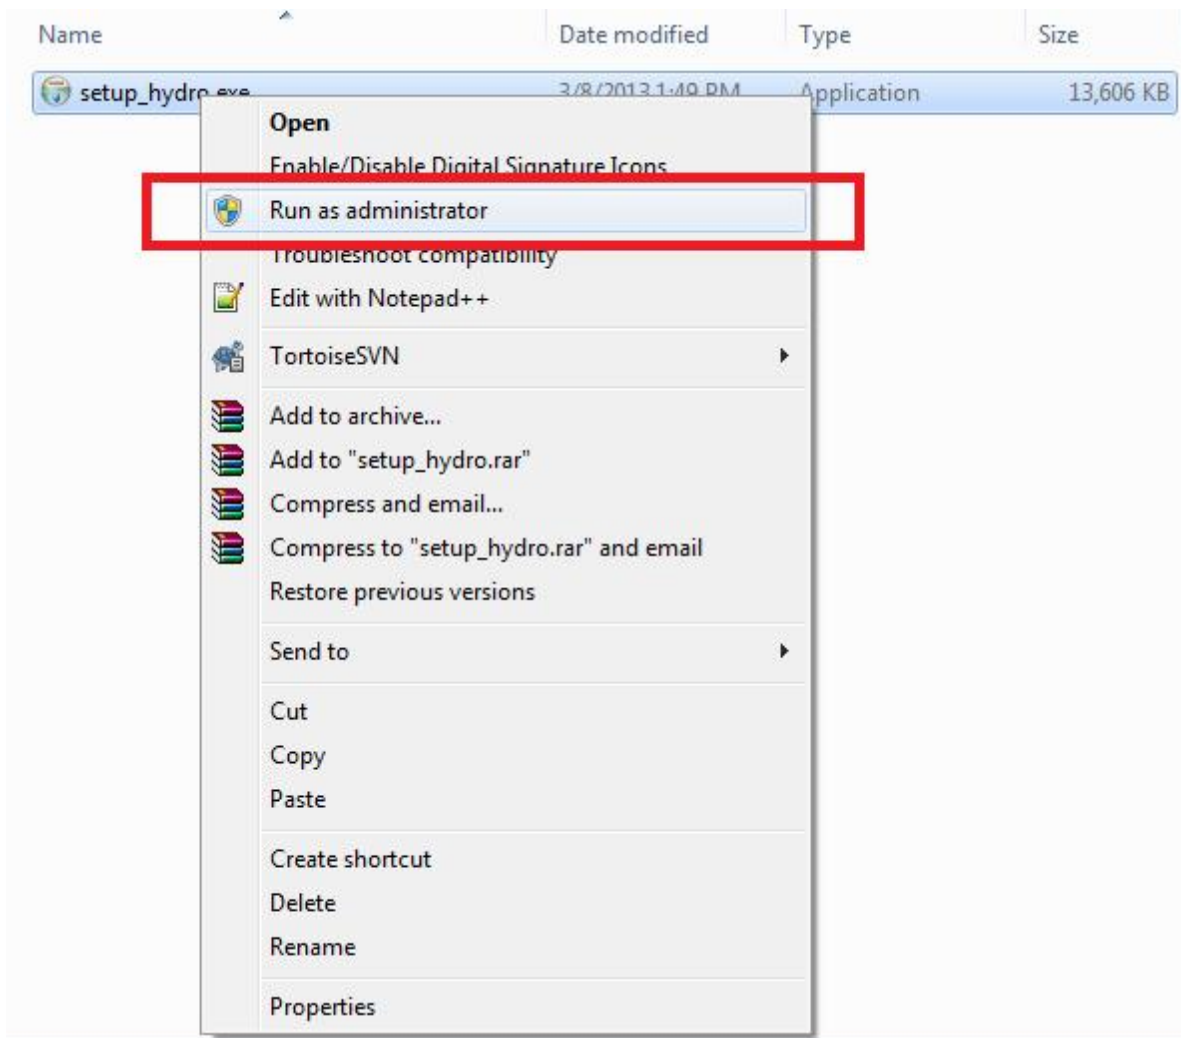 Name Date modified Type Size
setup_hydro.exe 3/8/2013 1:49 PM Application 13,606 KB
Open
Enable/Disable Digital Signature Icons
Run as administrator
Troubleshoot compatibility
Edit with Notepad++
TortoiseSVN
Add to archive...
Add to "setup_hydro.rar"
Compress and email...
Compress to "setup_hydro.rar" and email
Restore previous versions
Send to
Cut
Copy
Paste
Create shortcut
Delete
Rename
Properties